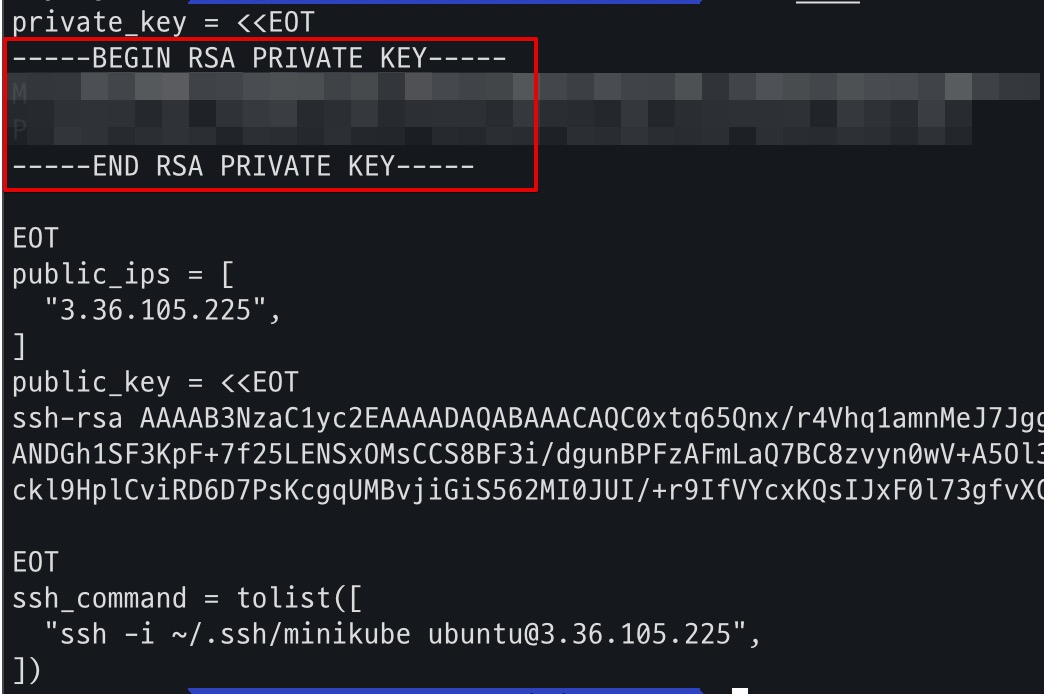 private_key = <<EOT
-----BEGIN RSA PRIVATE KEY-----
M
P
-----END RSA PRIVATE KEY-----
EOT
public_ips = [
"3.36.105.225",
]
public_key = <<EOT
ssh-rsa AAAAB3NzaC1yc2EAAAADAQABAAACAQC0xtq65Qnx/r4Vhq1amnMeJ7Jgg
ANDGh1SF3KpF+7f25LENSxOMsCCS8BF3i/dgunBPFzAFmLaQ7BC8zvyn0wV+A5Ol3
ckl9HplCviRD6D7PsKcgqUMBvjiGiS562MI0JUI/+r9IfVYcxKQsIJxF0l73gfvXC
EOT
ssh_command = tolist([
"ssh -i ~/.ssh/minikube ubuntu@3.36.105.225",
])